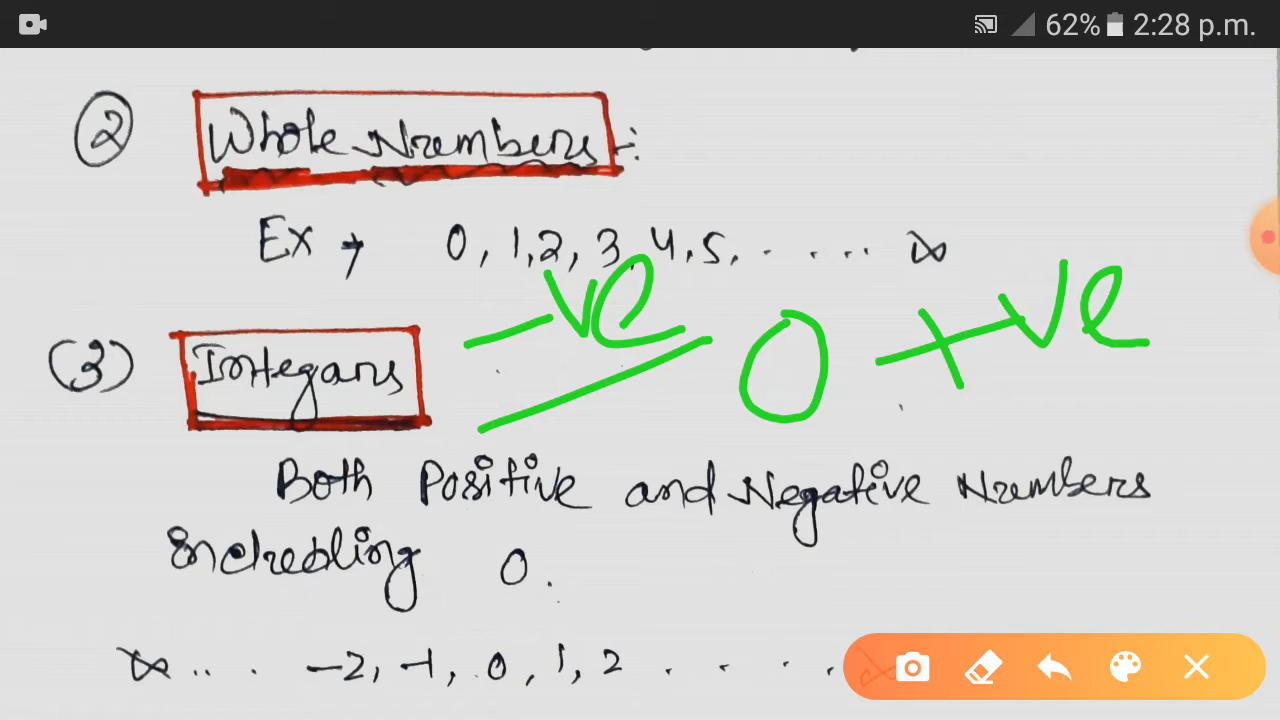 62% 2:28 p.m.
② Whole Numbers :-
Ex → 0, 1, 2, 3, 4, 5, ..... ∞
-ve 0 +ve
(3) Integars
Both Positive and Negative Numbers
Including 0.
∞ ... -2, -1, 0, 1, 2 . . . .